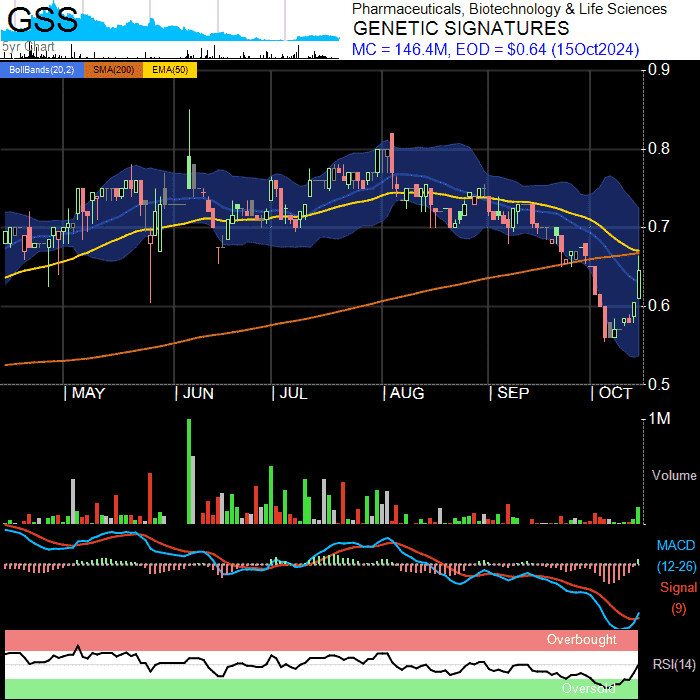 GSS
5yr Chart
Pharmaceuticals, Biotechnology & Life Sciences
GENETIC SIGNATURES
MC = 146.4M, EOD = $0.64 (15Oct2024)
BollBands(20,2) SMA(200) EMA(50)
0.9
0.8
0.7
0.6
0.5
MAY JUN JUL AUG SEP OCT
1M
Volume
MACD
(12-26)
Signal
(9)
Overbought
RSI(14)
Oversold